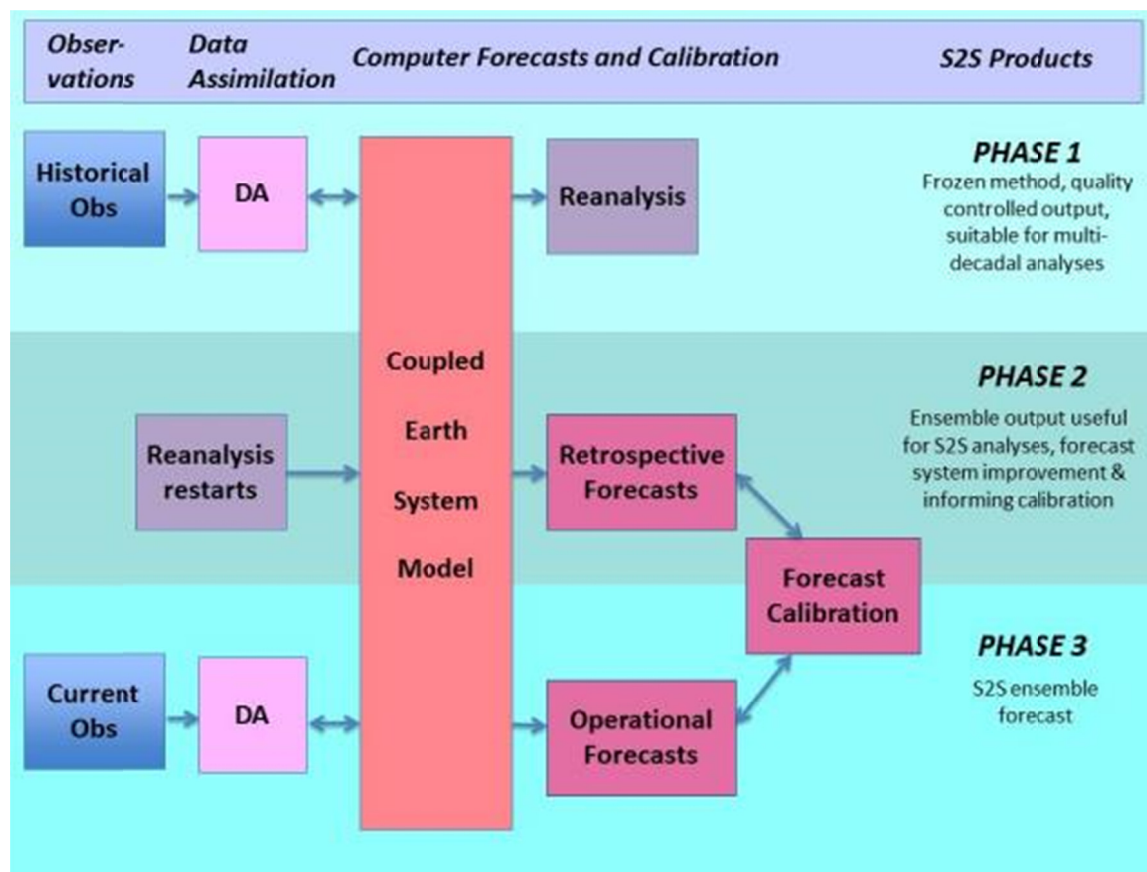 Obser-
vations
Data
Assimilation
Computer Forecasts and Calibration
S2S Products
Historical
Obs
DA
Reanalysis
PHASE 1
Frozen method, quality
controlled output,
suitable for multi-
decadal analyses
Coupled
Earth
System
Model
Reanalysis
restarts
Retrospective
Forecasts
PHASE 2
Ensemble output useful
for S2S analyses, forecast
system improvement &
informing calibration
Forecast
Calibration
Current
Obs
DA
Operational
Forecasts
PHASE 3
S2S ensemble
forecast